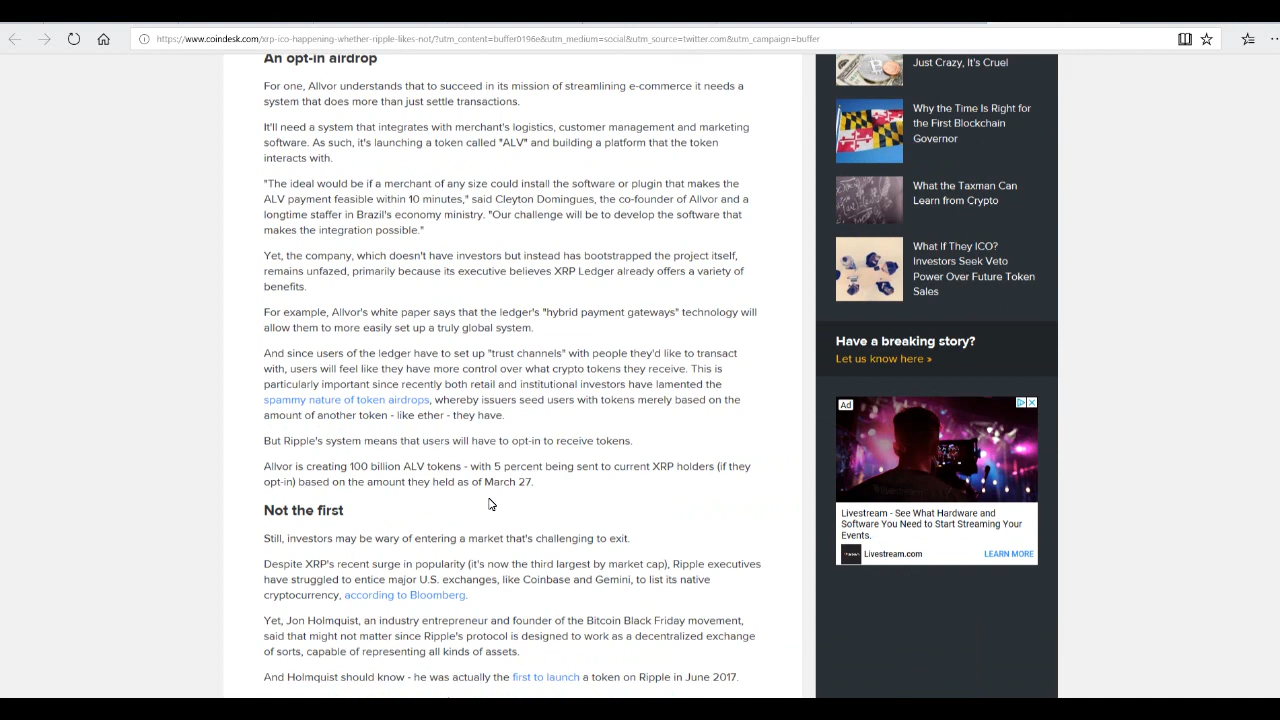 https://www.coindesk.com/xrp-ico-happening-whether-ripple-likes-not/?utm_content=buffer0196e&utm_medium=social&utm_source=twitter.com&utm_campaign=buffer
An opt-in airdrop
For one, Allvor understands that to succeed in its mission of streamlining e-commerce it needs a
system that does more than just settle transactions.
It'll need a system that integrates with merchant's logistics, customer management and marketing
software. As such, it's launching a token called "ALV" and building a platform that the token
interacts with.
"The ideal would be if a merchant of any size could install the software or plugin that makes the
ALV payment feasible within 10 minutes," said Cleyton Domingues, the co-founder of Allvor and a
longtime staffer in Brazil's economy ministry. "Our challenge will be to develop the software that
makes the integration possible."
Yet, the company, which doesn't have investors but instead has bootstrapped the project itself,
remains unfazed, primarily because its executive believes XRP Ledger already offers a variety of
benefits.
For example, Allvor's white paper says that the ledger's "hybrid payment gateways" technology will
allow them to more easily set up a truly global system.
And since users of the ledger have to set up "trust channels" with people they'd like to transact
with, users will feel like they have more control over what crypto tokens they receive. This is
particularly important since recently both retail and institutional investors have lamented the
spammy nature of token airdrops, whereby issuers seed users with tokens merely based on the
amount of another token - like ether - they have.
But Ripple's system means that users will have to opt-in to receive tokens.
Allvor is creating 100 billion ALV tokens - with 5 percent being sent to current XRP holders (if they
opt-in) based on the amount they held as of March 27.
Not the first
Still, investors may be wary of entering a market that's challenging to exit.
Despite XRP's recent surge in popularity (it's now the third largest by market cap), Ripple executives
have struggled to entice major U.S. exchanges, like Coinbase and Gemini, to list its native
cryptocurrency, according to Bloomberg.
Yet, Jon Holmquist, an industry entrepreneur and founder of the Bitcoin Black Friday movement,
said that might not matter since Ripple's protocol is designed to work as a decentralized exchange
of sorts, capable of representing all kinds of assets.
And Holmquist should know - he was actually the first to launch a token on Ripple in June 2017.
Just Crazy, It's Cruel
Why the Time Is Right for
the First Blockchain
Governor
What the Taxman Can
Learn from Crypto
What If They ICO?
Investors Seek Veto
Power Over Future Token
Sales
Have a breaking story?
Let us know here »
Ad
Livestream - See What Hardware and
Software You Need to Start Streaming Your
Events.
Livestream.com
LEARN MORE